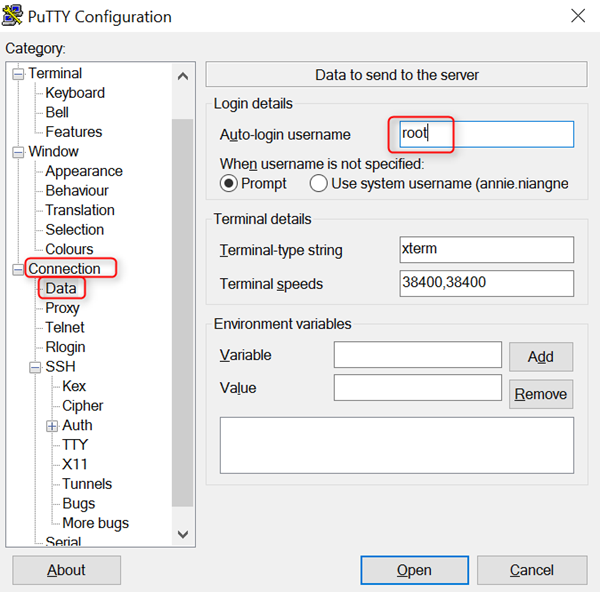 PuTTY Configuration
Category:
Terminal
Keyboard
Bell
Features
Window
Appearance
Behaviour
Translation
Selection
Colours
Connection
Data
Proxy
Telnet
Rlogin
SSH
Kex
Cipher
Auth
TTY
X11
Tunnels
Bugs
More bugs
Serial
Data to send to the server
Login details
Auto-login username root
When username is not specified:
Prompt Use system username (annie.niangne
Terminal details
Terminal-type string xterm
Terminal speeds 38400,38400
Environment variables
Variable Add
Value Remove
About Open Cancel